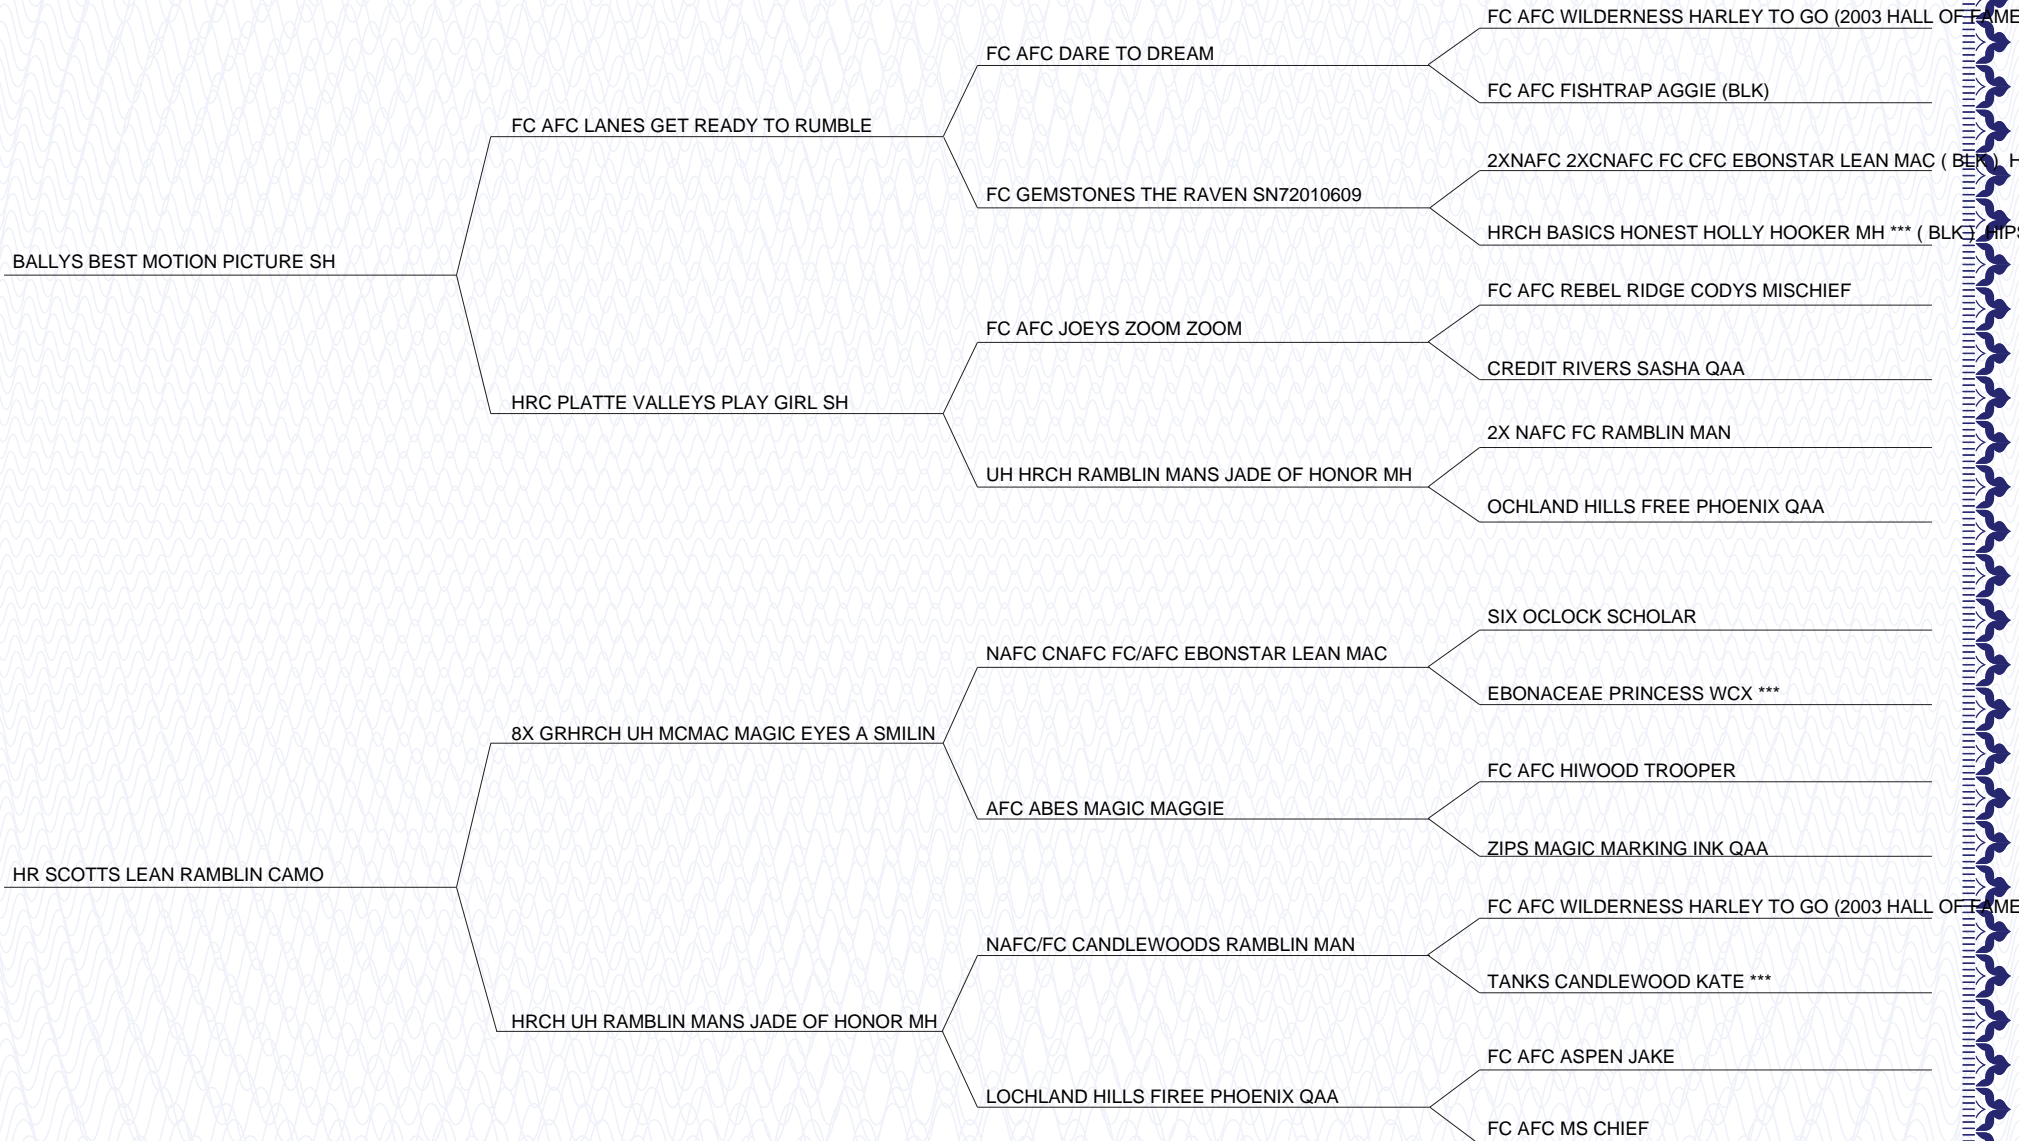 FC AFC WILDERNESS HARLEY TO GO (2003 HALL OF FAME
FC AFC DARE TO DREAM
FC AFC FISHTRAP AGGIE (BLK)
FC AFC LANES GET READY TO RUMBLE
2XNAFC 2XCNAFC FC CFC EBONSTAR LEAN MAC ( BLK ) H
FC GEMSTONES THE RAVEN SN72010609
HRCH BASICS HONEST HOLLY HOOKER MH *** ( BLK ) HIPS
BALLYS BEST MOTION PICTURE SH
FC AFC REBEL RIDGE CODYS MISCHIEF
FC AFC JOEYS ZOOM ZOOM
CREDIT RIVERS SASHA QAA
HRC PLATTE VALLEYS PLAY GIRL SH
2X NAFC FC RAMBLIN MAN
UH HRCH RAMBLIN MANS JADE OF HONOR MH
OCHLAND HILLS FREE PHOENIX QAA
SIX OCLOCK SCHOLAR
NAFC CNAFC FC/AFC EBONSTAR LEAN MAC
EBONACEAE PRINCESS WCX ***
8X GRHRCH UH MCMAC MAGIC EYES A SMILIN
FC AFC HIWOOD TROOPER
AFC ABES MAGIC MAGGIE
ZIPS MAGIC MARKING INK QAA
HR SCOTTS LEAN RAMBLIN CAMO
FC AFC WILDERNESS HARLEY TO GO (2003 HALL OF FAME
NAFC/FC CANDLEWOODS RAMBLIN MAN
TANKS CANDLEWOOD KATE ***
HRCH UH RAMBLIN MANS JADE OF HONOR MH
FC AFC ASPEN JAKE
LOCHLAND HILLS FIREE PHOENIX QAA
FC AFC MS CHIEF